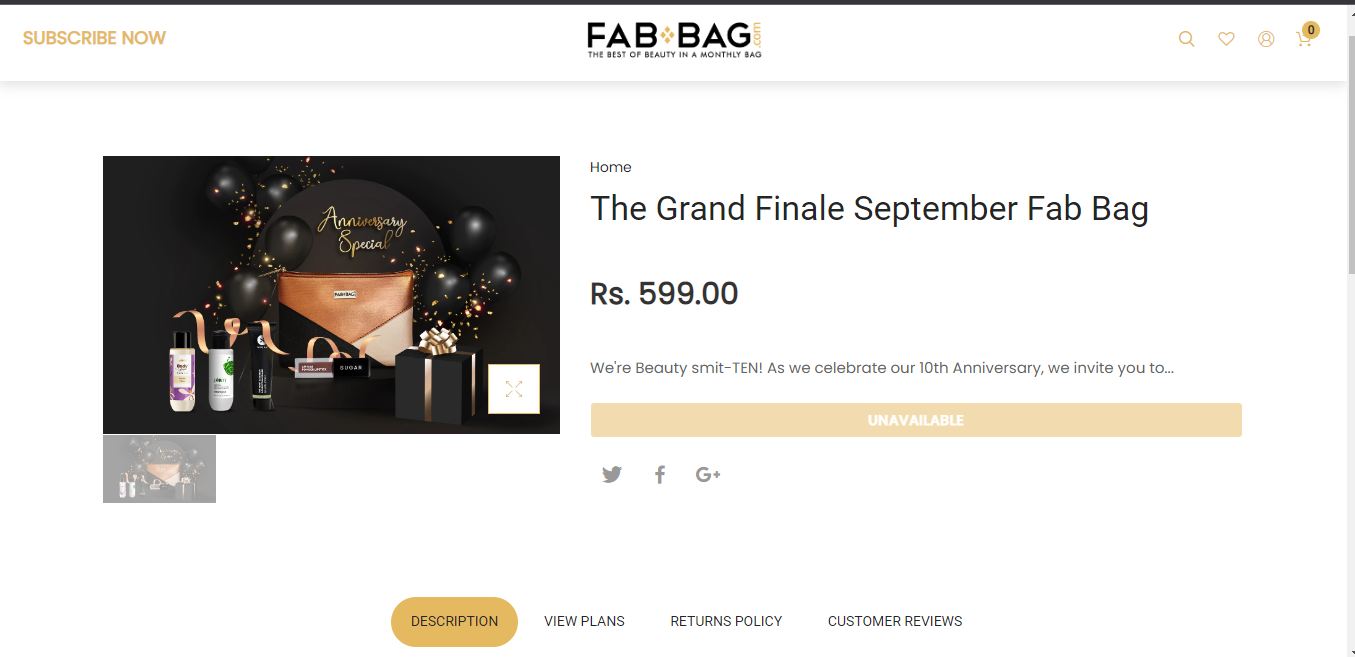 SUBSCRIBE NOW
FAB BAG .com
THE BEST OF BEAUTY IN A MONTHLY BAG
0
Home
The Grand Finale September Fab Bag
Anniversary
Special
FAB BAG
Body
SUGAR
Rs. 599.00
We're Beauty smit-TEN! As we celebrate our 10th Anniversary, we invite you to...
UNAVAILABLE
DESCRIPTION
VIEW PLANS
RETURNS POLICY
CUSTOMER REVIEWS